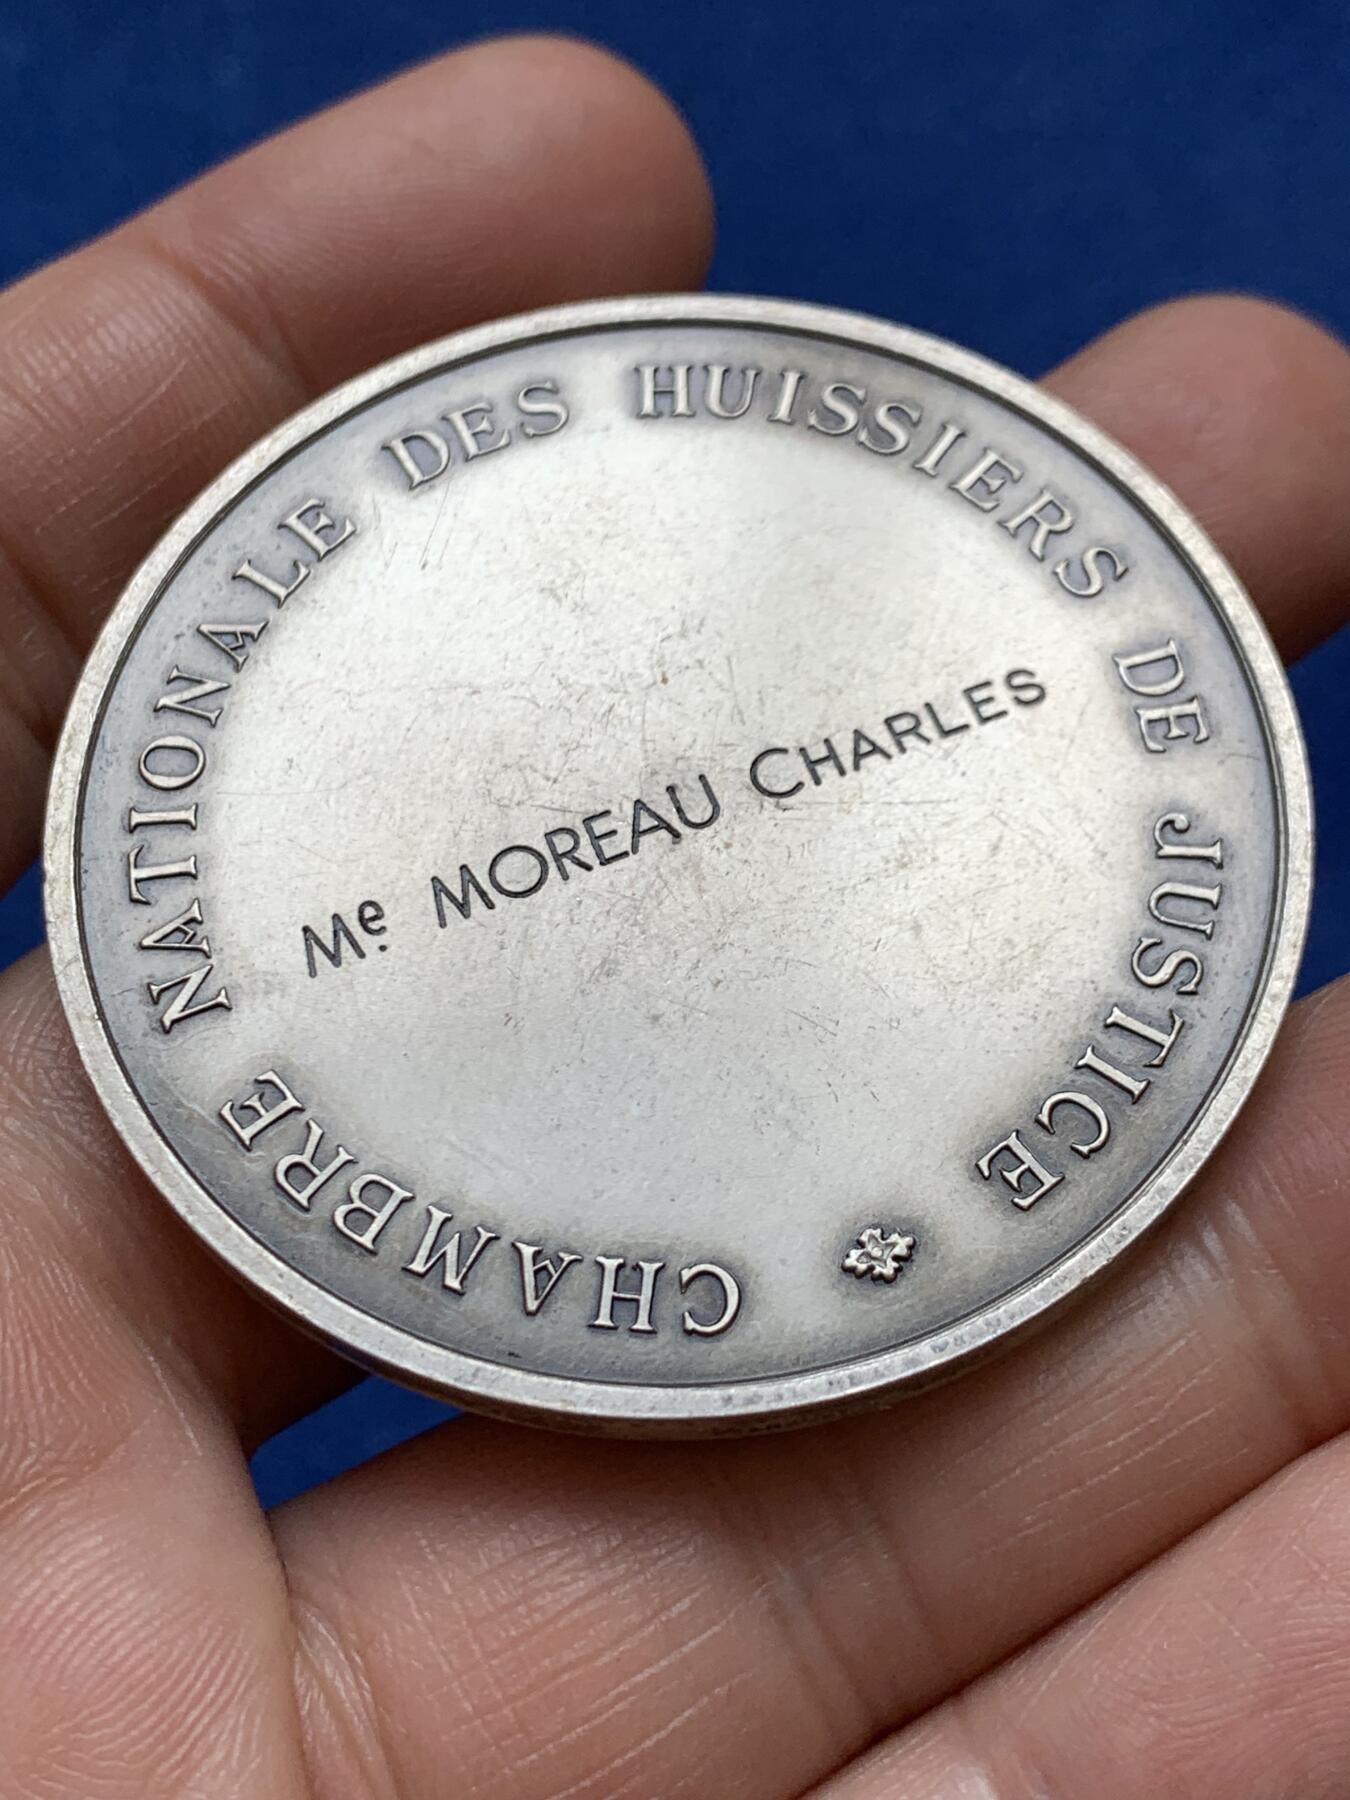 CHAMBRE NATIONALE DES HUISSIERS DE JUSTICE
Me. MOREAU CHARLES